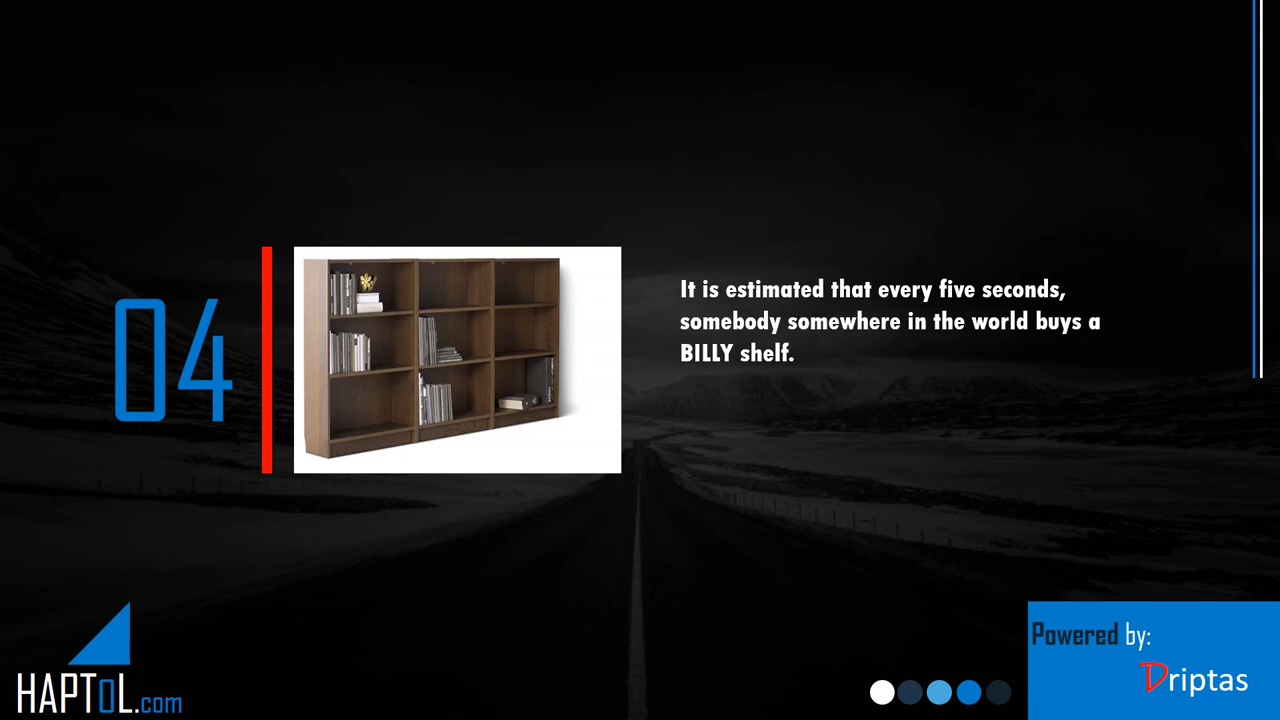 04
It is estimated that every five seconds,
somebody somewhere in the world buys a
BILLY shelf.
HAPTOL.com
Powered by:
Driptas